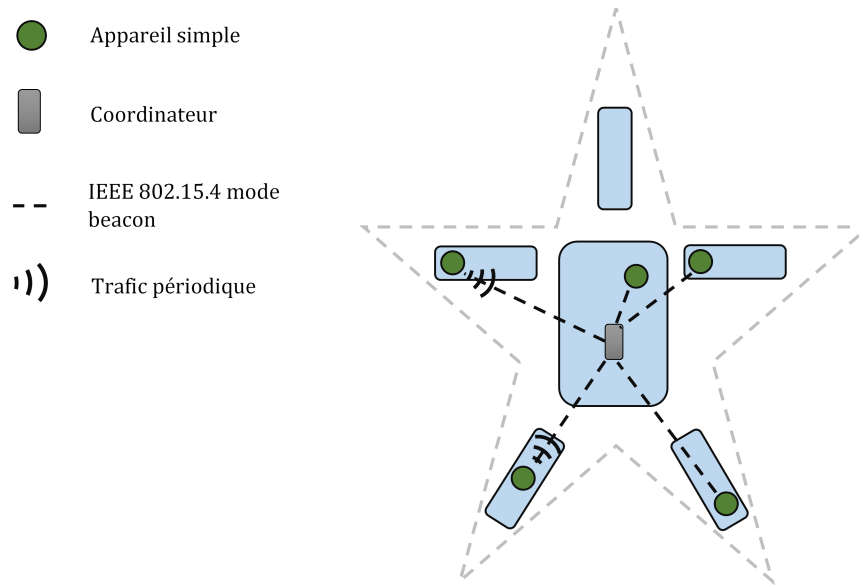 Appareil simple
Coordinateur
IEEE 802.15.4 mode
beacon
Trafic périodique